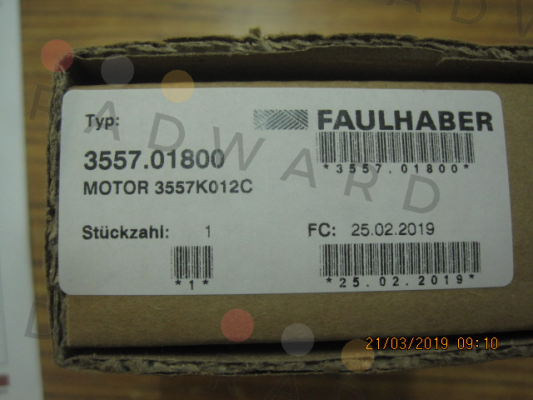 Typ:
FAULHABER
3557.01800
*3557.01800*
MOTOR 3557K012C
Stückzahl: 1
FC: 25.02.2019
*1*
*25.02.2019*
PADWARD
21/03/2019 09:10